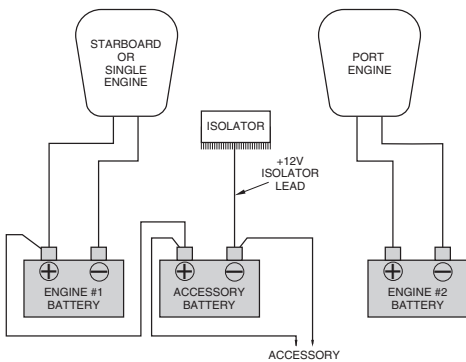 STARBOARD
OR
SINGLE
ENGINE
PORT
ENGINE
ISOLATOR
+12V
ISOLATOR
LEAD
+ −
ENGINE #1
BATTERY
+ −
ACCESSORY
BATTERY
+ −
ENGINE #2
BATTERY
ACCESSORY